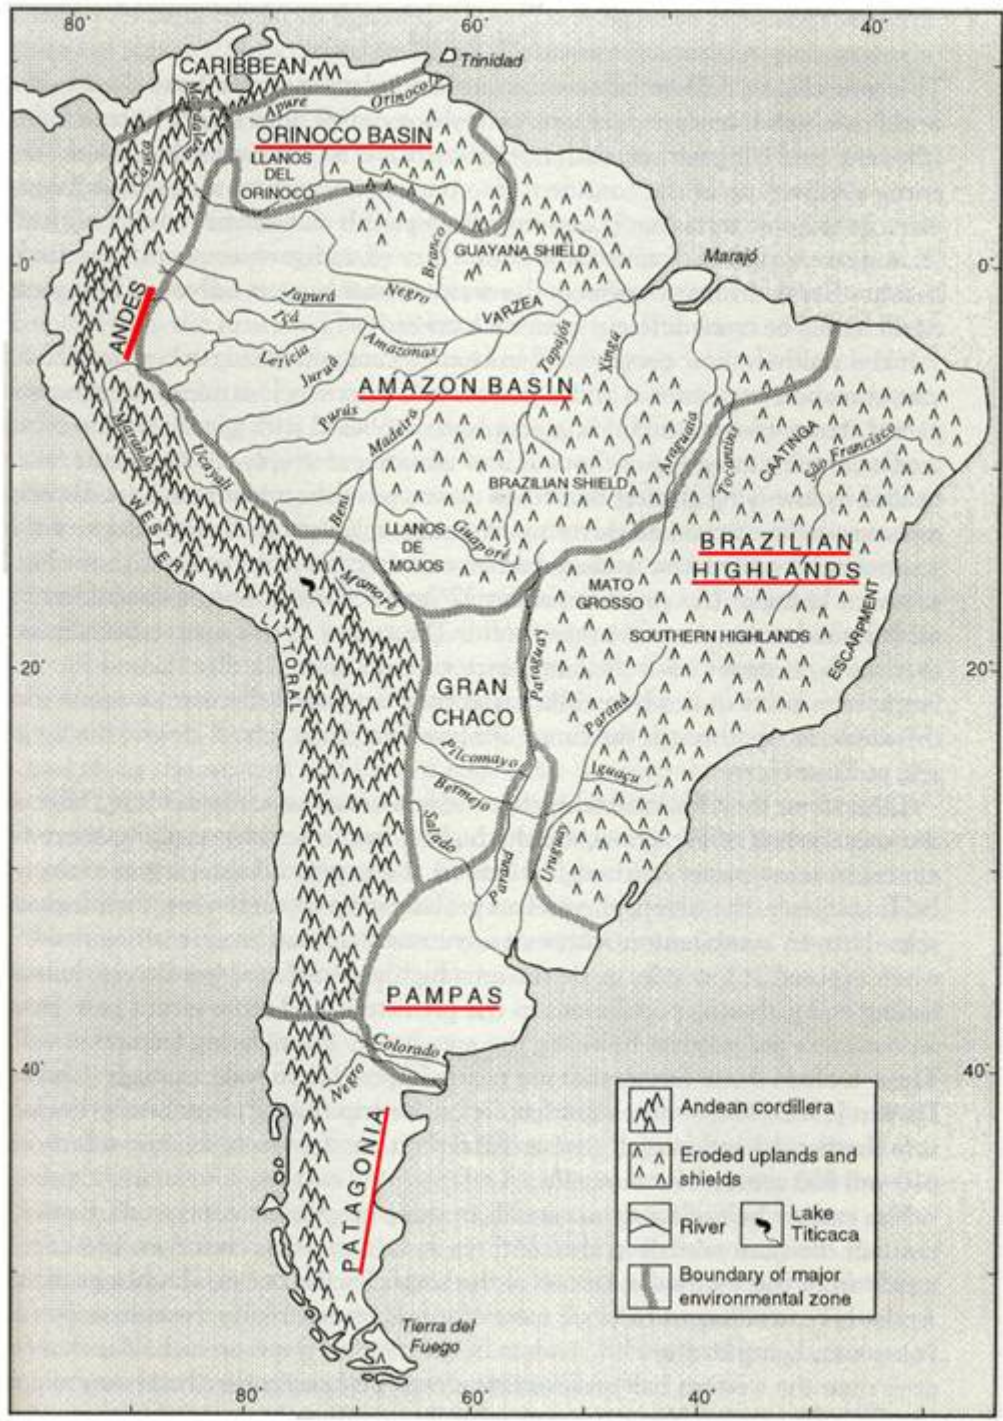 80°
60°
40°
CARIBBEAN
Trinidad
Magdalena
Cauca
Apure
Orinoco
ORINOCO BASIN
LLANOS
DEL
ORINOCO
Branco
GUAYANA SHIELD
0°
0°
Marajó
Negro
Japurá
VARZEA
ANDES
Içá
Leticia
Amazonas
Tapajós
Xingu
Juruá
AMAZON BASIN
Purús
Madeira
Marañón
Ucayali
Araguaia
Tocantins
CAATINGA
São Francisco
BRAZILIAN SHIELD
Beni
LLANOS
DE
MOJOS
Guaporé
WESTERN LITTORAL
BRAZILIAN
HIGHLANDS
Mamoré
MATO
GROSSO
SOUTHERN HIGHLANDS
ESCARPMENT
20°
20°
Paraguay
GRAN
CHACO
Paraná
Pilcomayo
Iguaçu
Bermejo
Salado
Uruguay
Paraná
PAMPAS
Colorado
Negro
40°
40°
PATAGONIA
Andean cordillera
Eroded uplands and
shields
River
Lake
Titicaca
Boundary of major
environmental zone
Tierra del
Fuego
80°
60°
40°